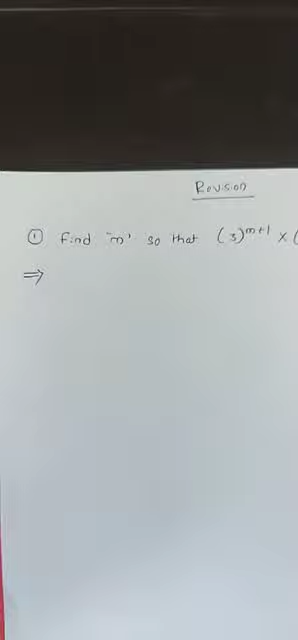 Revision
① Find 'm' so that (3)^{m+1} × (
⇒